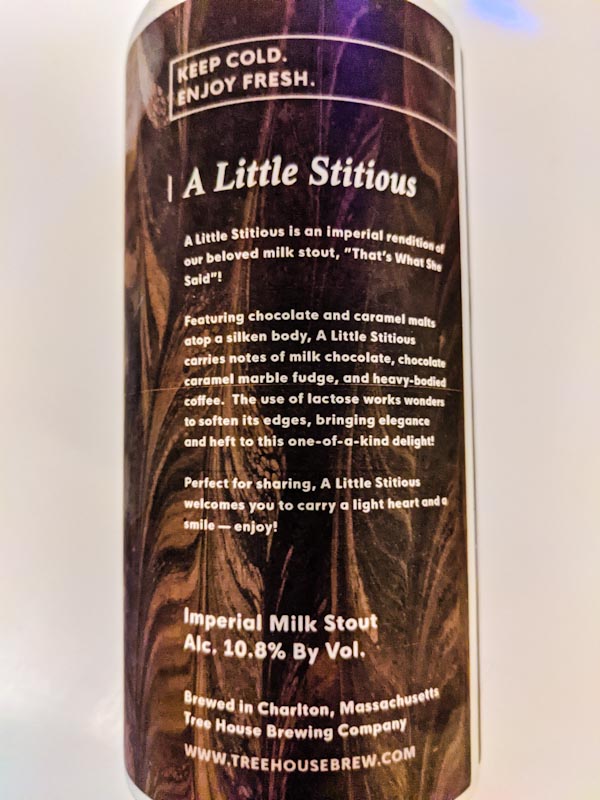 KEEP COLD.
ENJOY FRESH.
A Little Stitious
A Little Stitious is an imperial rendition of
our beloved milk stout, "That's What She
Said"!
Featuring chocolate and caramel malts
atop a silken body, A Little Stitious
carries notes of milk chocolate, chocolate
caramel marble fudge, and heavy-bodied
coffee. The use of lactose works wonders
to soften its edges, bringing elegance
and heft to this one-of-a-kind delight!
Perfect for sharing, A Little Stitious
welcomes you to carry a light heart and a
smile — enjoy!
Imperial Milk Stout
Alc. 10.8% By Vol.
Brewed in Charlton, Massachusetts
Tree House Brewing Company
WWW.TREEHOUSEBREW.COM